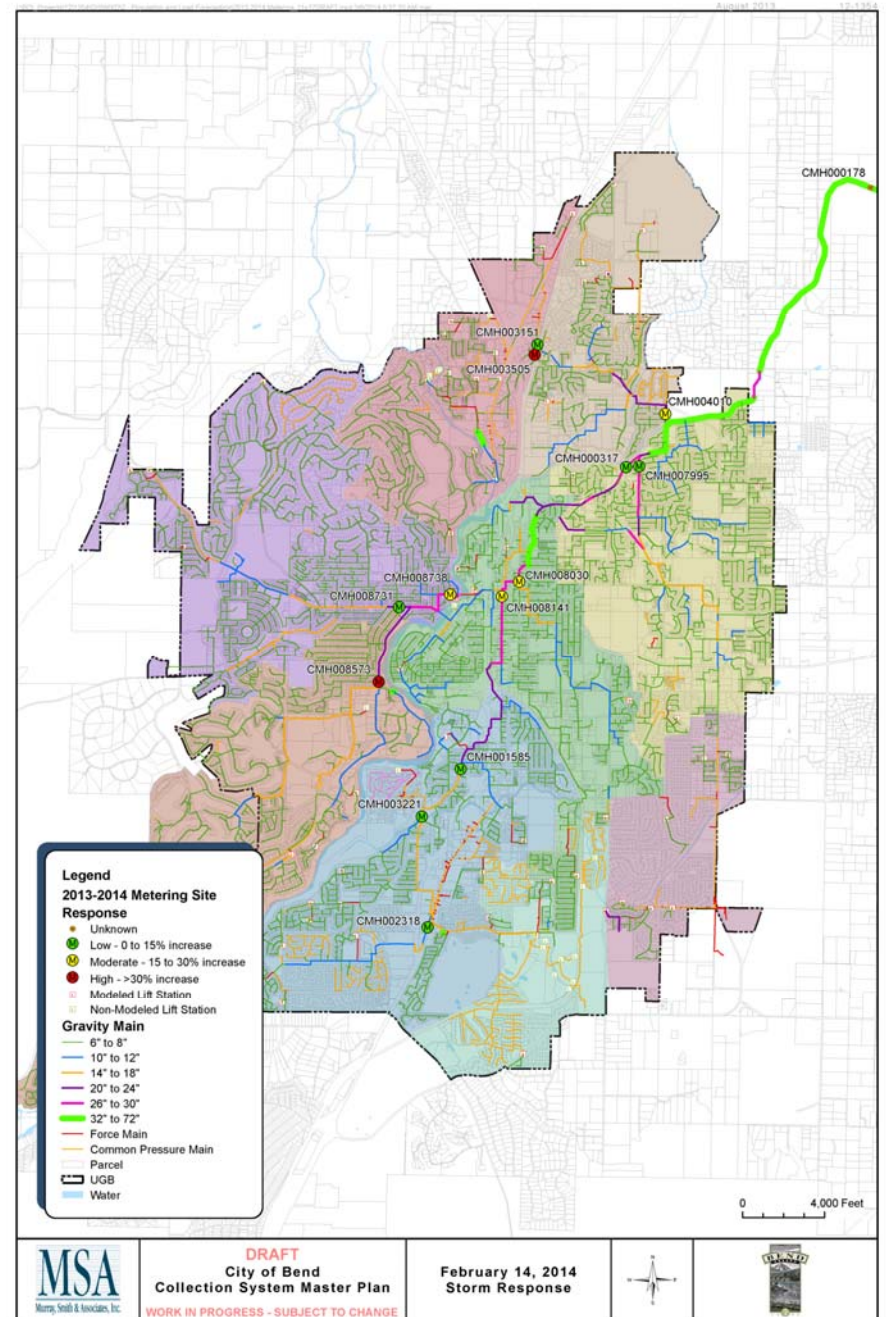 August 2013
12-1354
CMH000178
CMH003151
CMH003505
CMH004010
CMH000317
CMH007995
CMH008738
CMH008030
CMH008731
CMH008141
CMH008573
CMH001585
CMH003221
CMH002318
Legend
2013-2014 Metering Site
Response
Unknown
Low - 0 to 15% increase
Moderate - 15 to 30% increase
High - >30% increase
Modeled Lift Station
Non-Modeled Lift Station
Gravity Main
6" to 8"
10" to 12"
14" to 18"
20" to 24"
26" to 30"
32" to 72"
Force Main
Common Pressure Main
Parcel
UGB
Water
0 4,000 Feet
MSA
Murray, Smith & Associates, Inc.
DRAFT
City of Bend
Collection System Master Plan
WORK IN PROGRESS - SUBJECT TO CHANGE
February 14, 2014
Storm Response
N
BEND